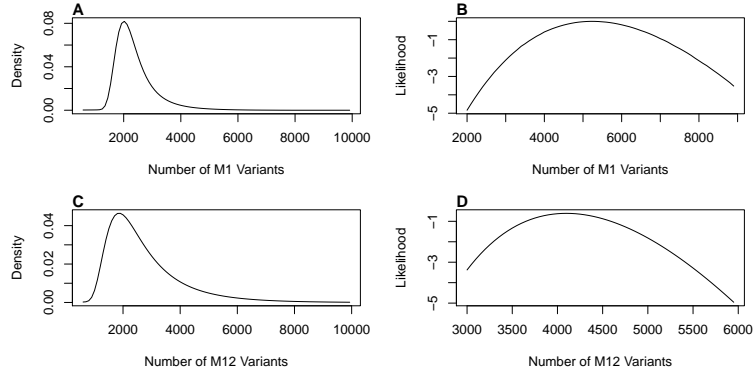 A
Density
0.00 0.04 0.08
2000 4000 6000 8000 10000
Number of M1 Variants
B
Likelihood
−5 −3 −1
2000 4000 6000 8000
Number of M1 Variants
C
Density
0.00 0.02 0.04
2000 4000 6000 8000 10000
Number of M12 Variants
D
Likelihood
−5 −3 −1
3000 3500 4000 4500 5000 5500 6000
Number of M12 Variants